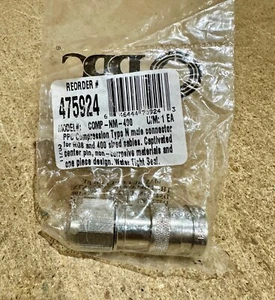 PPC
REORDER #
475924
MODEL#: COMP-NM-400 U/M: 1 EA
PPC Compression Type N male connector
for RG8 and 400 sized cables. Captivated
center pin, non-corrosive materials and
one piece design. Water Tight Seal.